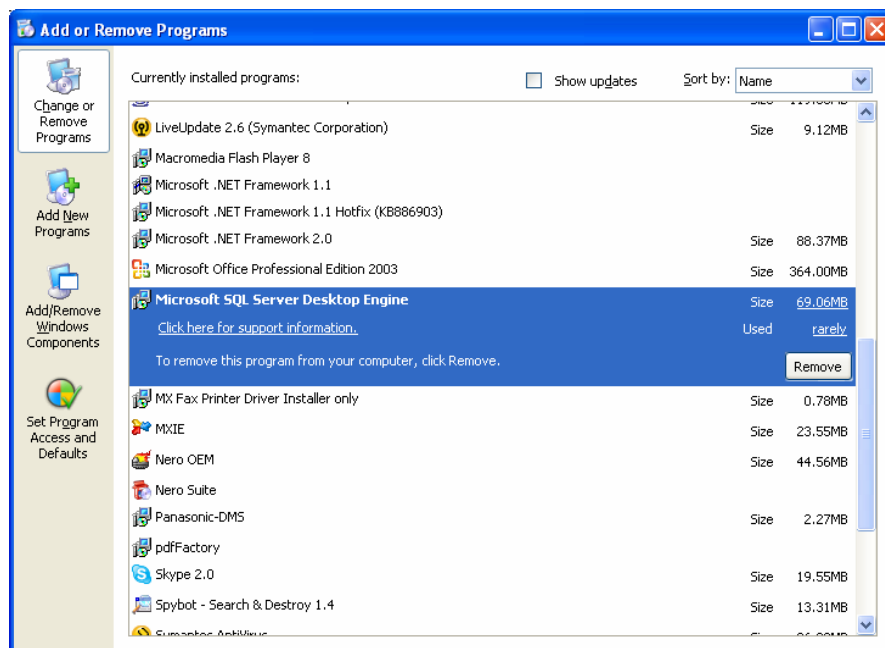 Add or Remove Programs
Change or
Remove
Programs
Add New
Programs
Add/Remove
Windows
Components
Set Program
Access and
Defaults
Currently installed programs:
Show updates
Sort by: Name
LiveUpdate 2.6 (Symantec Corporation) Size 9.12MB
Macromedia Flash Player 8
Microsoft .NET Framework 1.1
Microsoft .NET Framework 1.1 Hotfix (KB886903)
Microsoft .NET Framework 2.0 Size 88.37MB
Microsoft Office Professional Edition 2003 Size 364.00MB
Microsoft SQL Server Desktop Engine Size 69.06MB
Click here for support information. Used rarely
To remove this program from your computer, click Remove. Remove
MX Fax Printer Driver Installer only Size 0.78MB
MXIE Size 23.55MB
Nero OEM Size 44.56MB
Nero Suite
Panasonic-DMS Size 2.27MB
pdfFactory
Skype 2.0 Size 19.55MB
Spybot - Search & Destroy 1.4 Size 13.31MB
Symantec AntiVirus